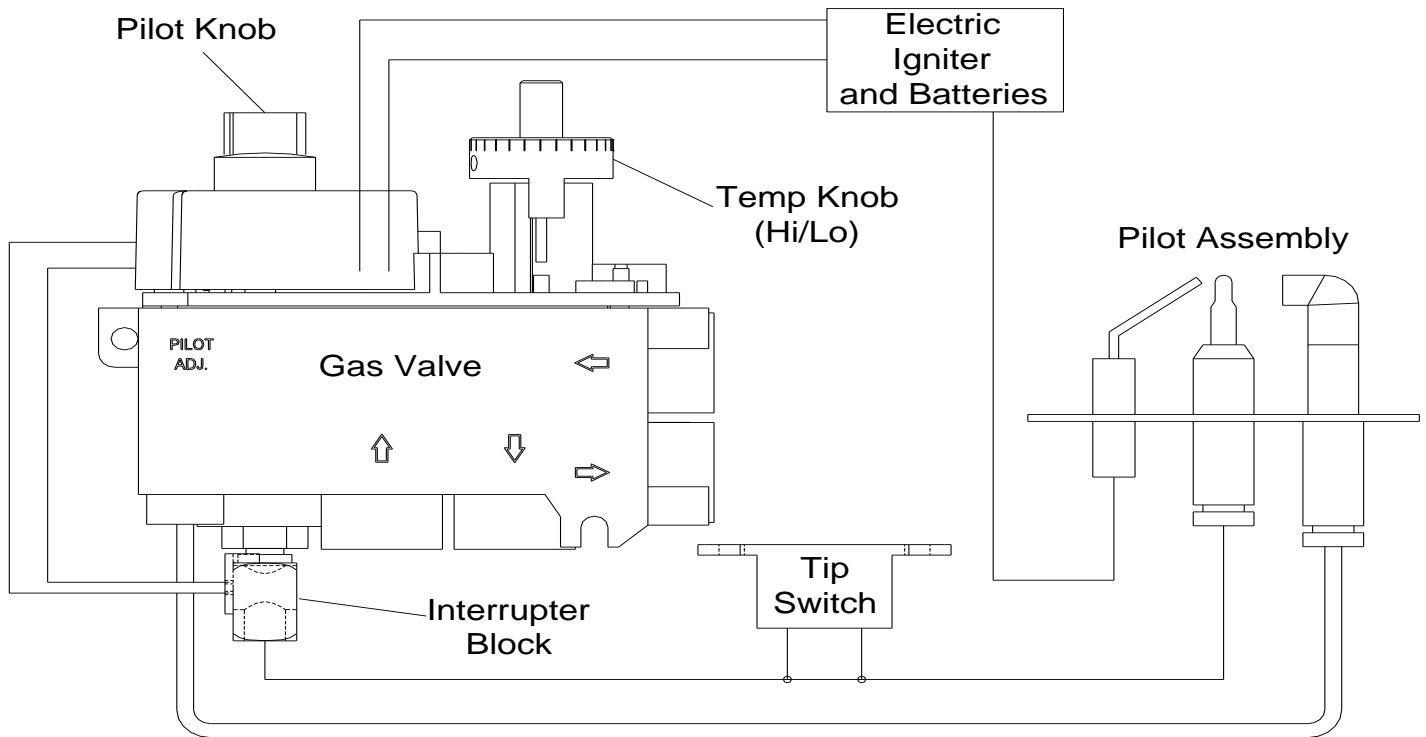 Pilot Knob
Electric
Igniter
and Batteries
Temp Knob
(Hi/Lo)
Pilot Assembly
PILOT
ADJ.
Gas Valve
Tip
Switch
Interrupter
Block